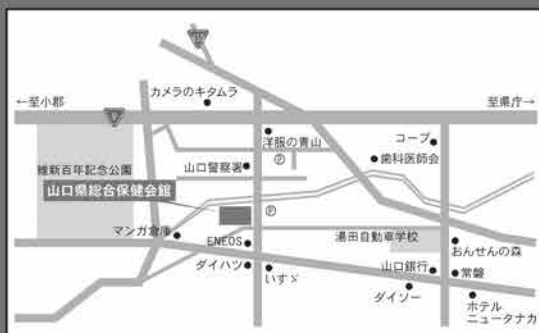 カメラのキタムラ
←至小郡
至県庁→
洋服の青山
コープ
Ⓟ
歯科医師会
維新百年記念公園
山口警察署
山口県総合保健会館
Ⓟ
マンガ倉庫
ENEOS
湯田自動車学校
おんせんの森
ダイハツ
いすゞ
山口銀行
常盤
ダイソー
ホテル
ニュータナカ